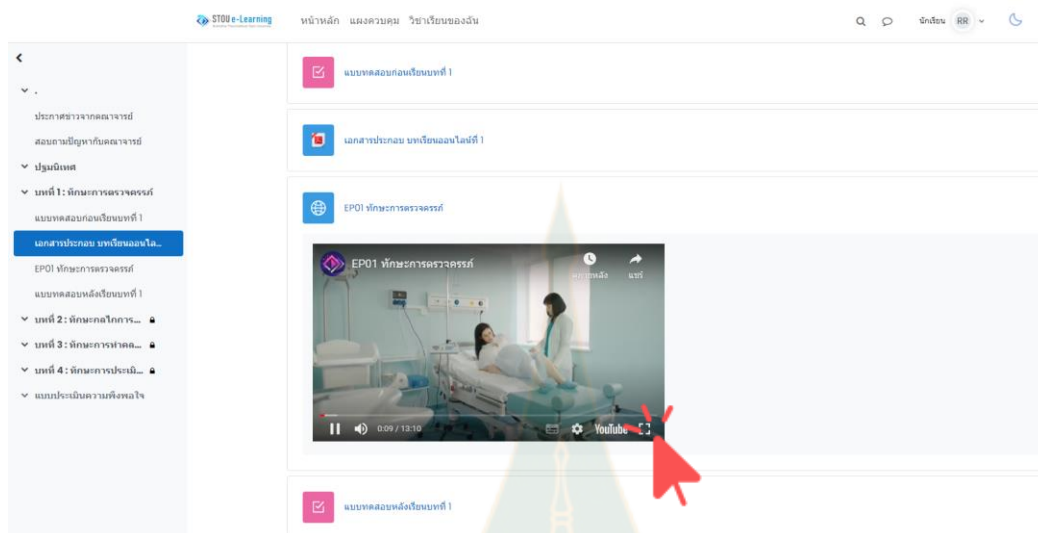 STOU e-Learning
หน้าหลัก แผงควบคุม วิชาเรียนของฉัน
นักเรียน RR
.
ประกาศข่าวจากคณาจารย์
สอบถามปัญหากับคณาจารย์
ปฐมนิเทศ
บทที่ 1 : ทักษะการตรวจครรภ์
แบบทดสอบก่อนเรียนบทที่ 1
เอกสารประกอบ บทเรียนออนไล...
EP01 ทักษะการตรวจครรภ์
แบบทดสอบหลังเรียนบทที่ 1
บทที่ 2 : ทักษะกลไกการ...
บทที่ 3 : ทักษะการทำคล...
บทที่ 4 : ทักษะการประเมิ...
แบบประเมินความพึงพอใจ
แบบทดสอบก่อนเรียนบทที่ 1
เอกสารประกอบ บทเรียนออนไลน์ที่ 1
EP01 ทักษะการตรวจครรภ์
EP01 ทักษะการตรวจครรภ์
แชร์
0:09 / 13:10
YouTube
แบบทดสอบหลังเรียนบทที่ 1